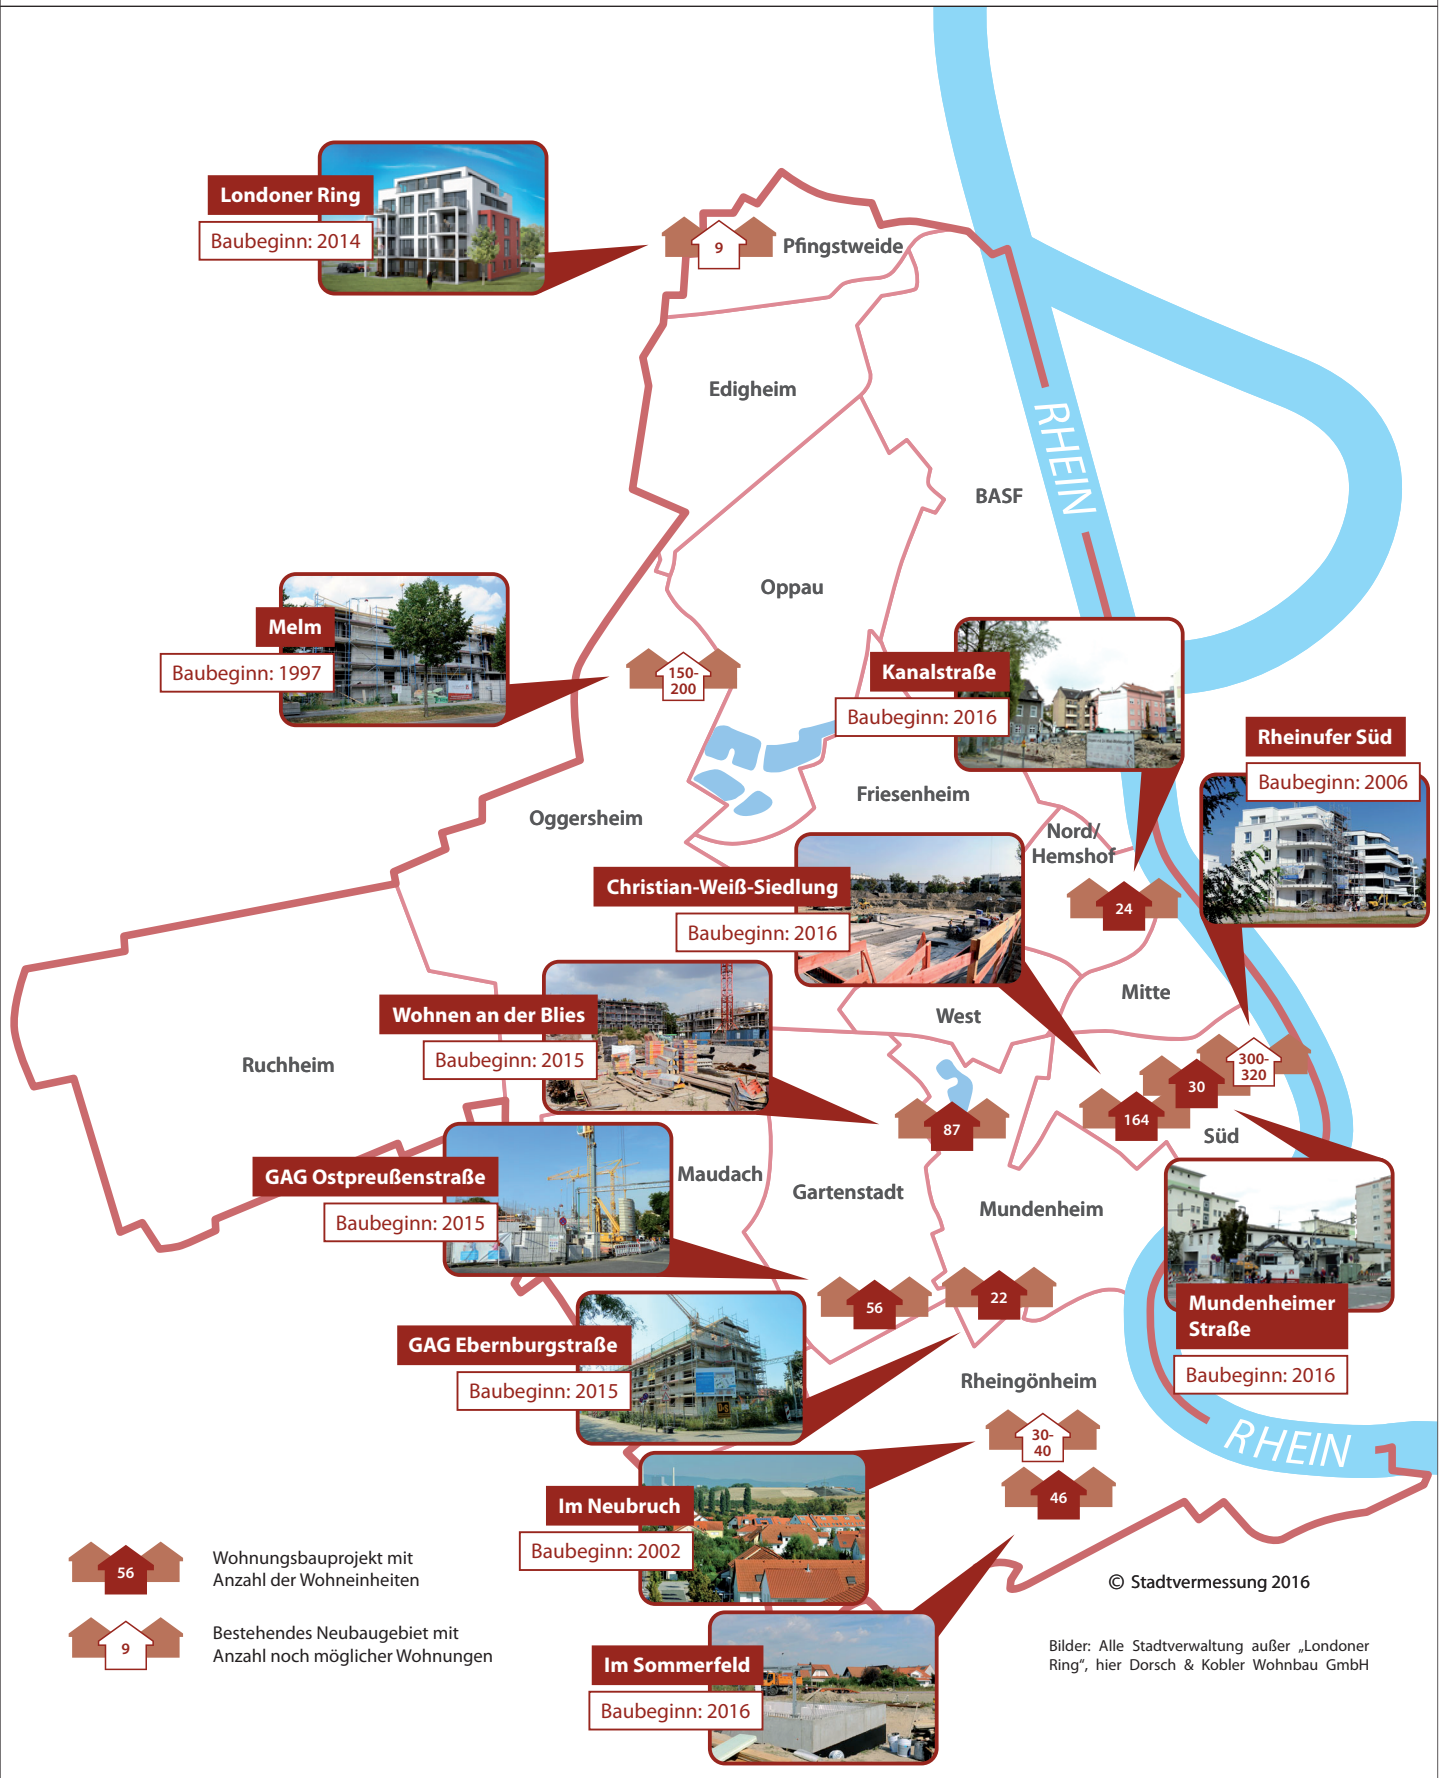 Londoner Ring
Baubeginn: 2014
9
Pfingstweide
Edigheim
RHEIN
BASF
Oppau
Melm
Baubeginn: 1997
150-
200
Kanalstraße
Baubeginn: 2016
Rheinufer Süd
Baubeginn: 2006
Friesenheim
Oggersheim
Nord/
Hemshof
Christian-Weiß-Siedlung
Baubeginn: 2016
24
Mitte
West
Wohnen an der Blies
Baubeginn: 2015
Ruchheim
300-
320
30
164
87
Süd
GAG Ostpreußenstraße
Baubeginn: 2015
Maudach
Gartenstadt
Mundenheim
56
22
Mundenheimer
Straße
Baubeginn: 2016
GAG Ebernburgstraße
Baubeginn: 2015
Rheingönheim
30-
40
RHEIN
46
Im Neubruch
Baubeginn: 2002
56
Wohnungsbauprojekt mit
Anzahl der Wohneinheiten
9
Bestehendes Neubaugebiet mit
Anzahl noch möglicher Wohnungen
Im Sommerfeld
Baubeginn: 2016
© Stadtvermessung 2016
Bilder: Alle Stadtverwaltung außer „Londoner
Ring“, hier Dorsch & Kobler Wohnbau GmbH